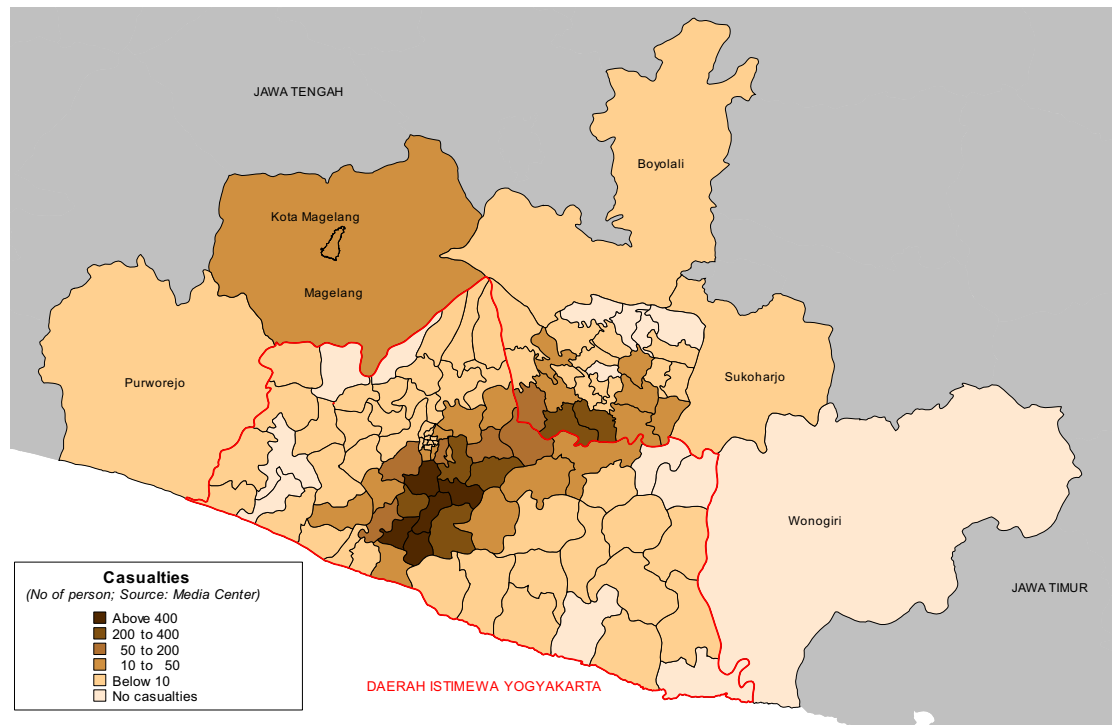 JAWA TENGAH
Boyolali
Kota Magelang
Magelang
Purworejo
Sukoharjo
Wonogiri
JAWA TIMUR
DAERAH ISTIMEWA YOGYAKARTA
Casualties
(No of person; Source: Media Center)
Above 400
200 to 400
50 to 200
10 to 50
Below 10
No casualties